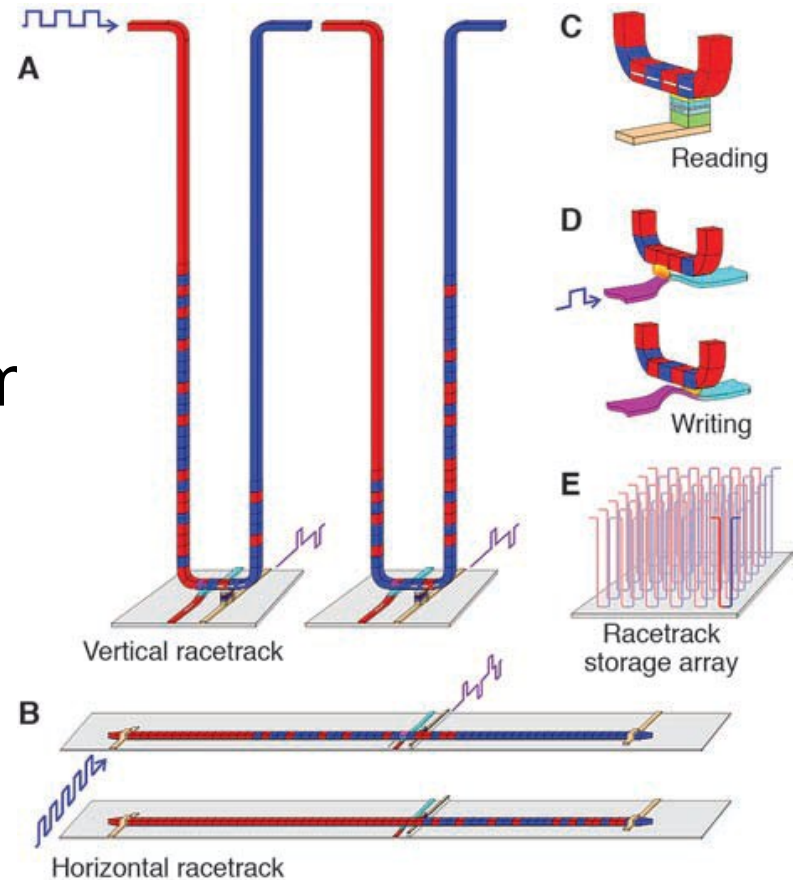 A
C
Reading
D
r
Writing
E
Vertical racetrack
Racetrack
storage array
B
Horizontal racetrack